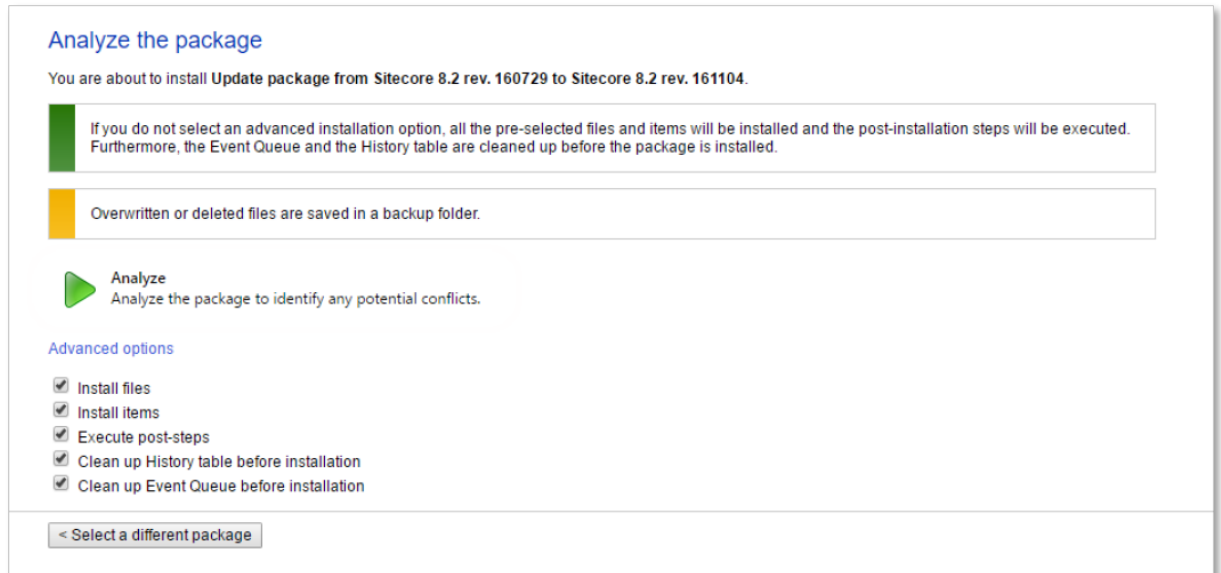 Analyze the package
You are about to install Update package from Sitecore 8.2 rev. 160729 to Sitecore 8.2 rev. 161104.
If you do not select an advanced installation option, all the pre-selected files and items will be installed and the post-installation steps will be executed.
Furthermore, the Event Queue and the History table are cleaned up before the package is installed.
Overwritten or deleted files are saved in a backup folder.
Analyze
Analyze the package to identify any potential conflicts.
Advanced options
Install files
Install items
Execute post-steps
Clean up History table before installation
Clean up Event Queue before installation
< Select a different package